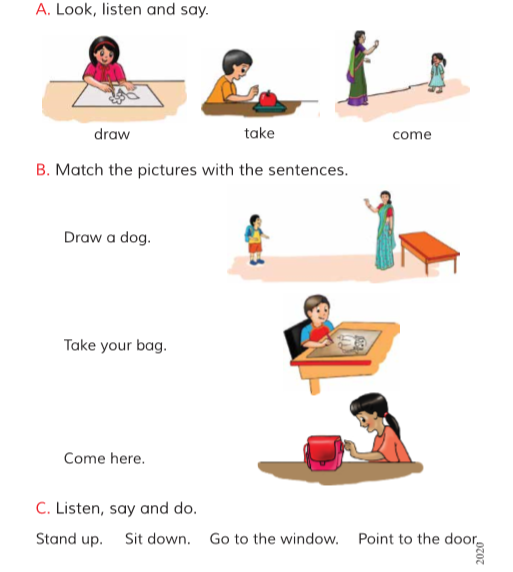 A. Look, listen and say.
draw take come
B. Match the pictures with the sentences.
Draw a dog.
Take your bag.
Come here.
C. Listen, say and do.
Stand up. Sit down. Go to the window. Point to the door.
2020